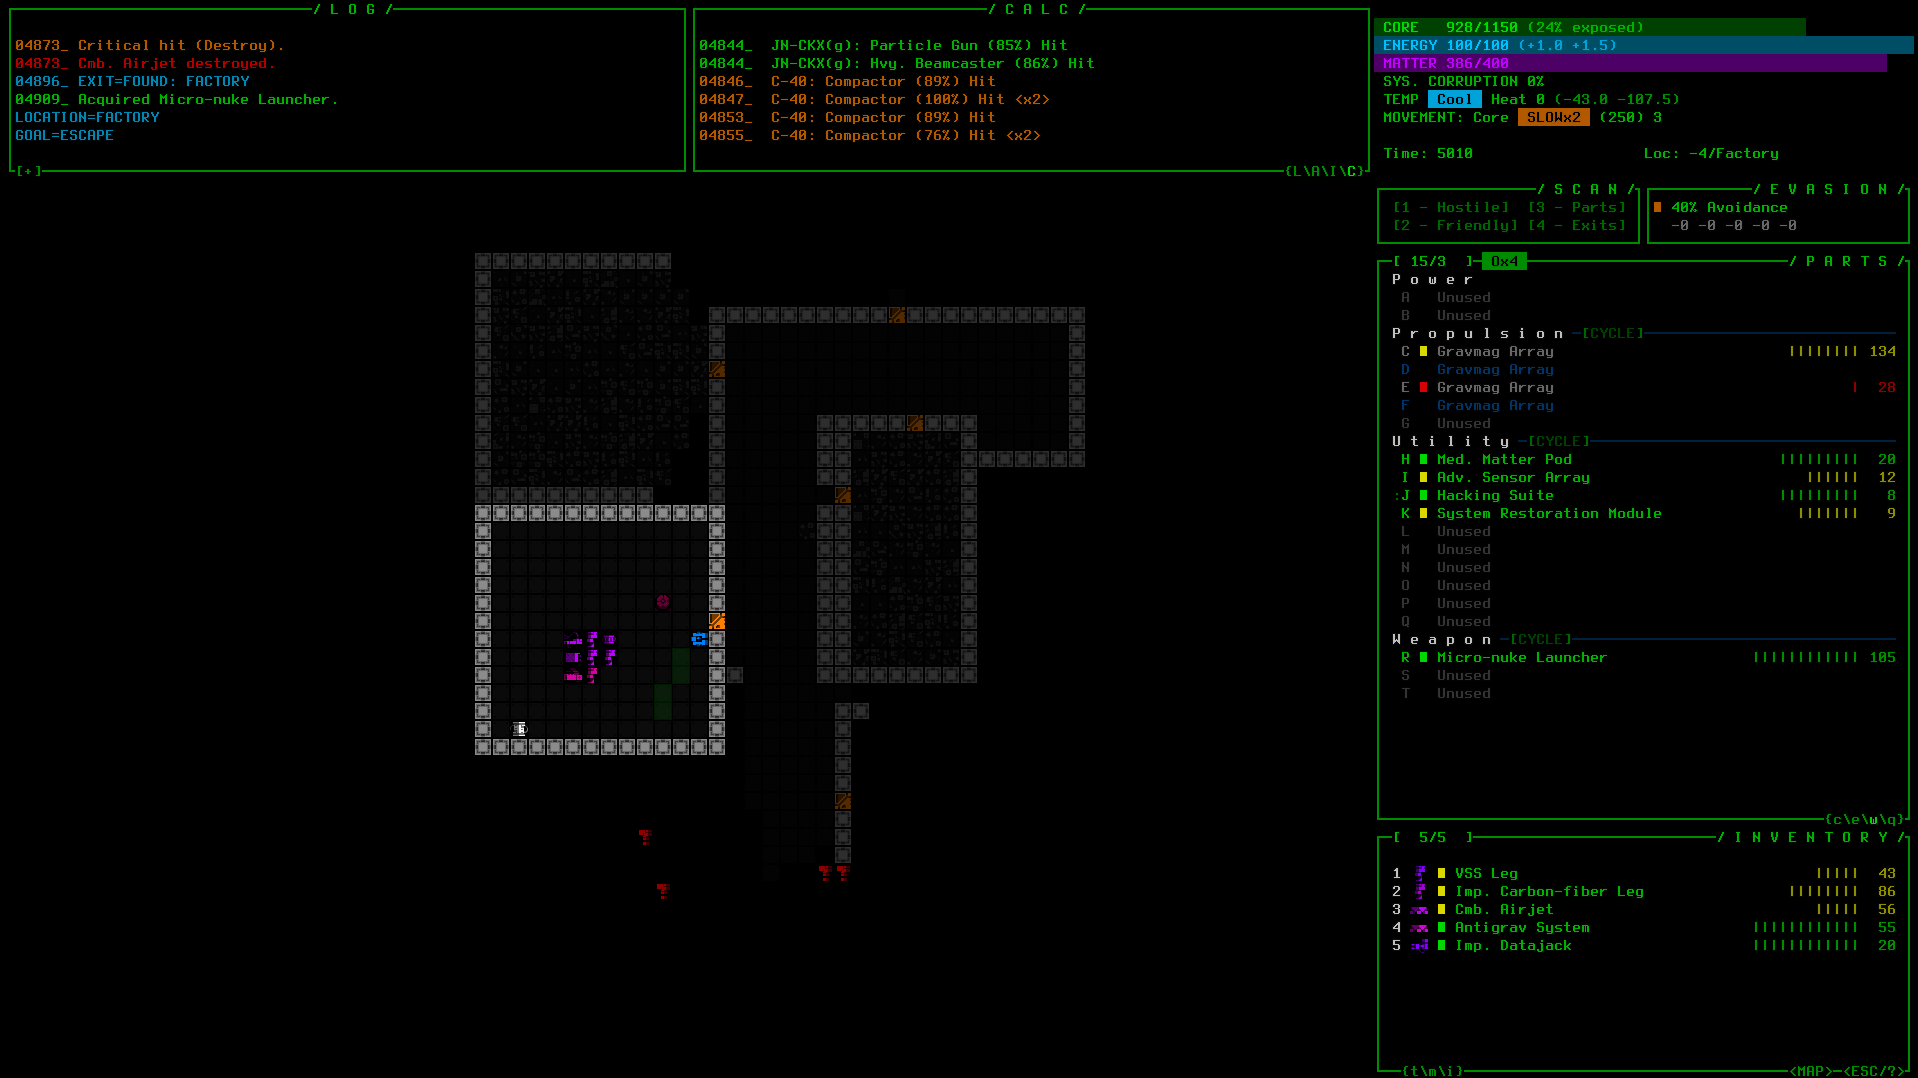 / L O G /
04873_ Critical hit (Destroy).
04873_ Cmb. Airjet destroyed.
04896_ EXIT=FOUND: FACTORY
04909_ Acquired Micro-nuke Launcher.
LOCATION=FACTORY
GOAL=ESCAPE
[+]
/ C A L C /
04844_ JN-CKX(g): Particle Gun (85%) Hit
04844_ JN-CKX(g): Hvy. Beamcaster (86%) Hit
04846_ C-40: Compactor (89%) Hit
04847_ C-40: Compactor (100%) Hit <x2>
04853_ C-40: Compactor (89%) Hit
04855_ C-40: Compactor (76%) Hit <x2>
{L\A\I\C}
CORE 928/1150 (24% exposed)
ENERGY 100/100 (+1.0 +1.5)
MATTER 386/400
SYS. CORRUPTION 0%
TEMP Cool Heat 0 (-43.0 -107.5)
MOVEMENT: Core SLOWx2 (250) 3
Time: 5010 Loc: -4/Factory
/ S C A N /
[1 - Hostile] [3 - Parts]
[2 - Friendly] [4 - Exits]
/ E V A S I O N /
40% Avoidance
-0 -0 -0 -0 -0
[ 15/3 ] 0x4 / P A R T S /
P o w e r
A Unused
B Unused
P r o p u l s i o n [CYCLE]
C Gravmag Array 134
D Gravmag Array
E Gravmag Array 28
F Gravmag Array
G Unused
U t i l i t y [CYCLE]
H Med. Matter Pod 20
I Adv. Sensor Array 12
:J Hacking Suite 8
K System Restoration Module 9
L Unused
M Unused
N Unused
O Unused
P Unused
Q Unused
W e a p o n [CYCLE]
R Micro-nuke Launcher 105
S Unused
T Unused
{c\e\w\q}
[ 5/5 ] / I N V E N T O R Y /
1 VSS Leg 43
2 Imp. Carbon-fiber Leg 86
3 Cmb. Airjet 56
4 Antigrav System 55
5 Imp. Datajack 20
{t\m\i} <MAP> <ESC/?>
? 
? 
? ?